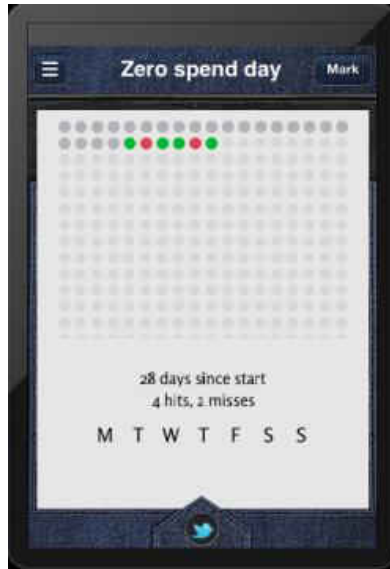 Zero spend day
Mark
28 days since start
4 hits, 2 misses
M T W T F S S